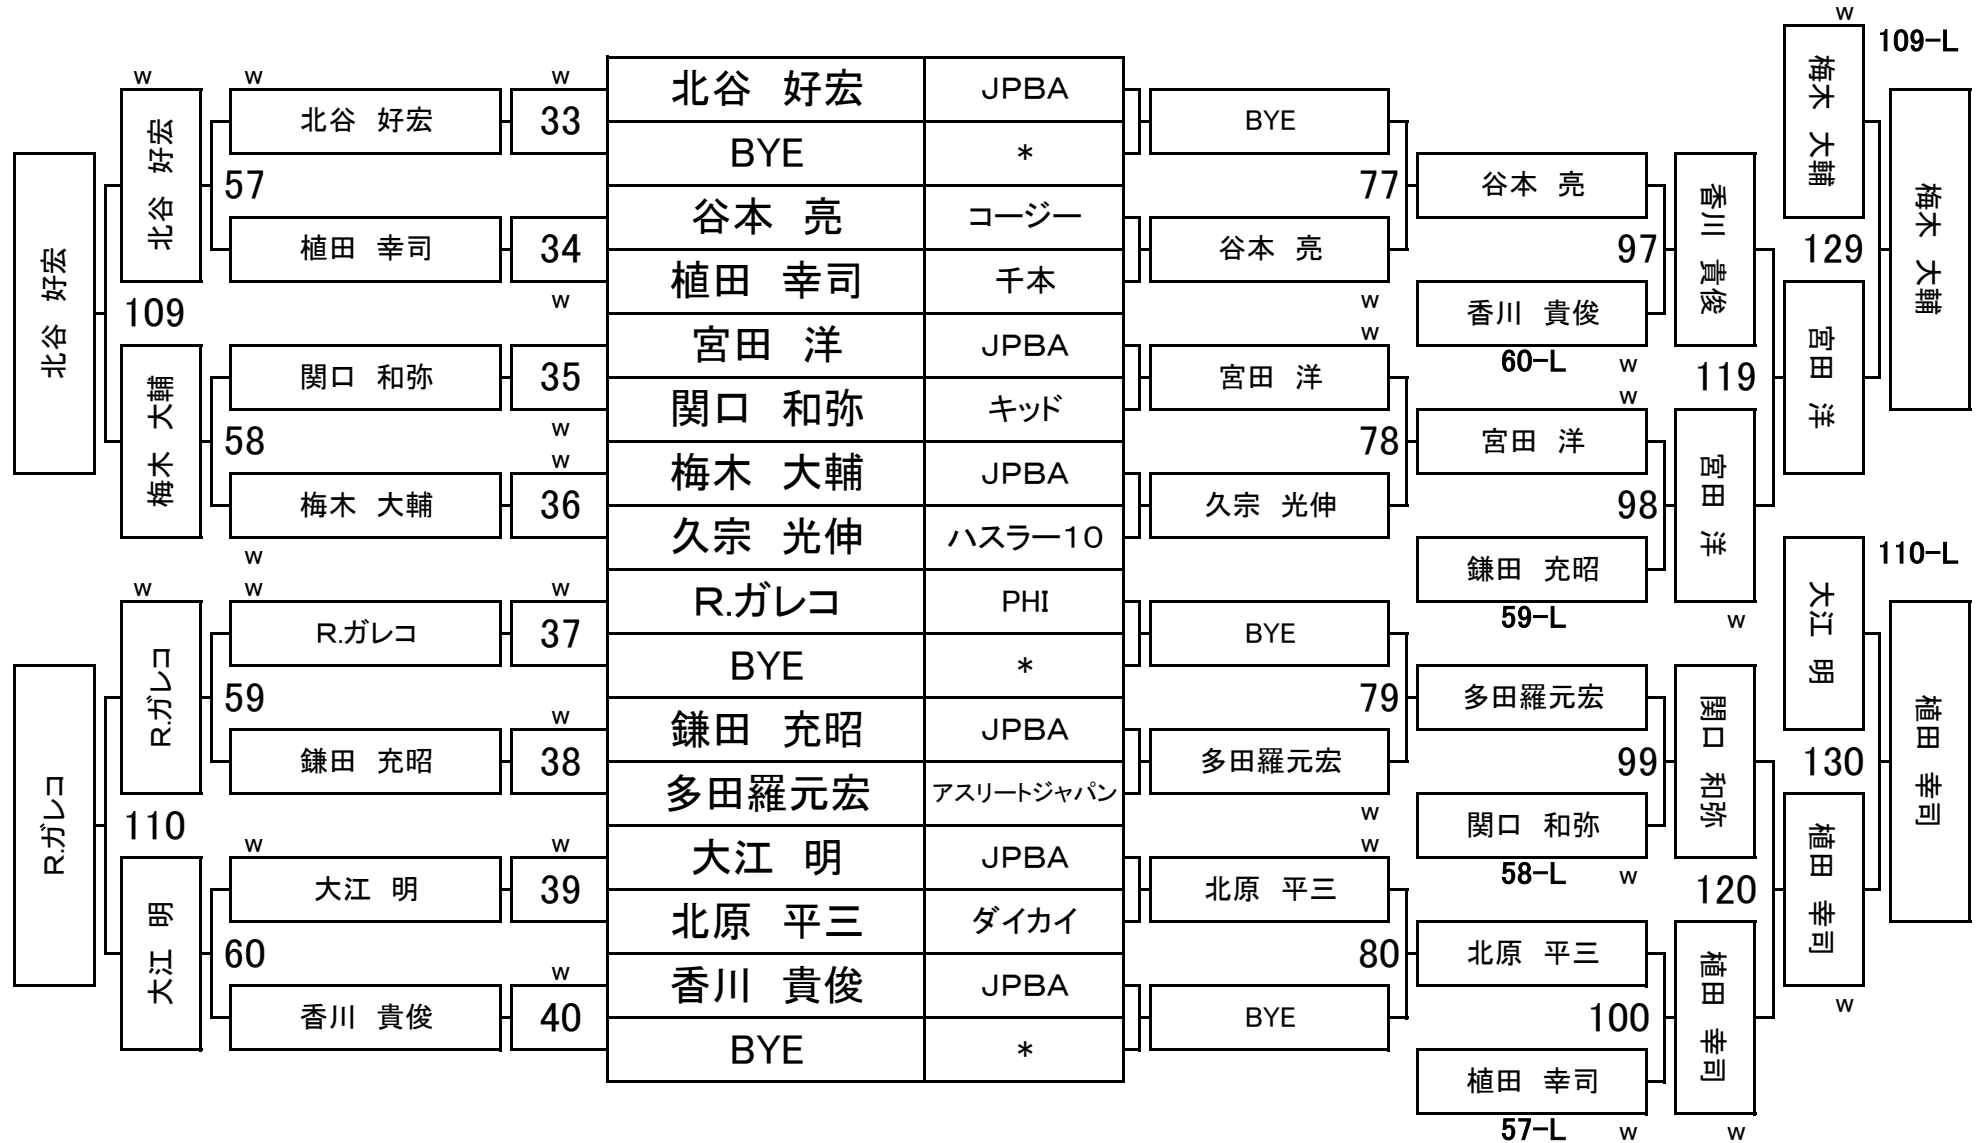 w
109-L
w
w
w
北谷 好宏 JPBA
北谷 好宏
北谷 好宏
33
BYE
梅木 大輔
BYE *
57
77
谷本 亮
谷本 亮 コージー
植田 幸司
34
谷本 亮
97
香川 貴俊
129
梅木 大輔
植田 幸司 千本
w
w
北谷 好宏
109
香川 貴俊
60-L
w
宮田 洋
宮田 洋 JPBA
w
関口 和弥
35
宮田 洋
119
関口 和弥 キッド
w
w
w
梅木 大輔
58
78
宮田 洋
梅木 大輔 JPBA
梅木 大輔
36
久宗 光伸
98
宮田 洋
久宗 光伸 ハスラー10
w
鎌田 充昭
59-L
w
110-L
w
w
w
R.ガレコ PHI
R.ガレコ
R.ガレコ
37
BYE
大江 明
BYE *
59
79
多田羅元宏
w
鎌田 充昭 JPBA
鎌田 充昭
38
多田羅元宏
99
関口 和弥
130
植田 幸司
多田羅元宏 アスリートジャパン
w
R.ガレコ
110
関口 和弥
58-L
w
w
w
w
大江 明 JPBA
大江 明
39
北原 平三
120
植田 幸司
w
北原 平三 ダイカイ
大江 明
60
80
北原 平三
w
香川 貴俊 JPBA
香川 貴俊
40
BYE
100
植田 幸司
BYE *
植田 幸司
57-L
w
w